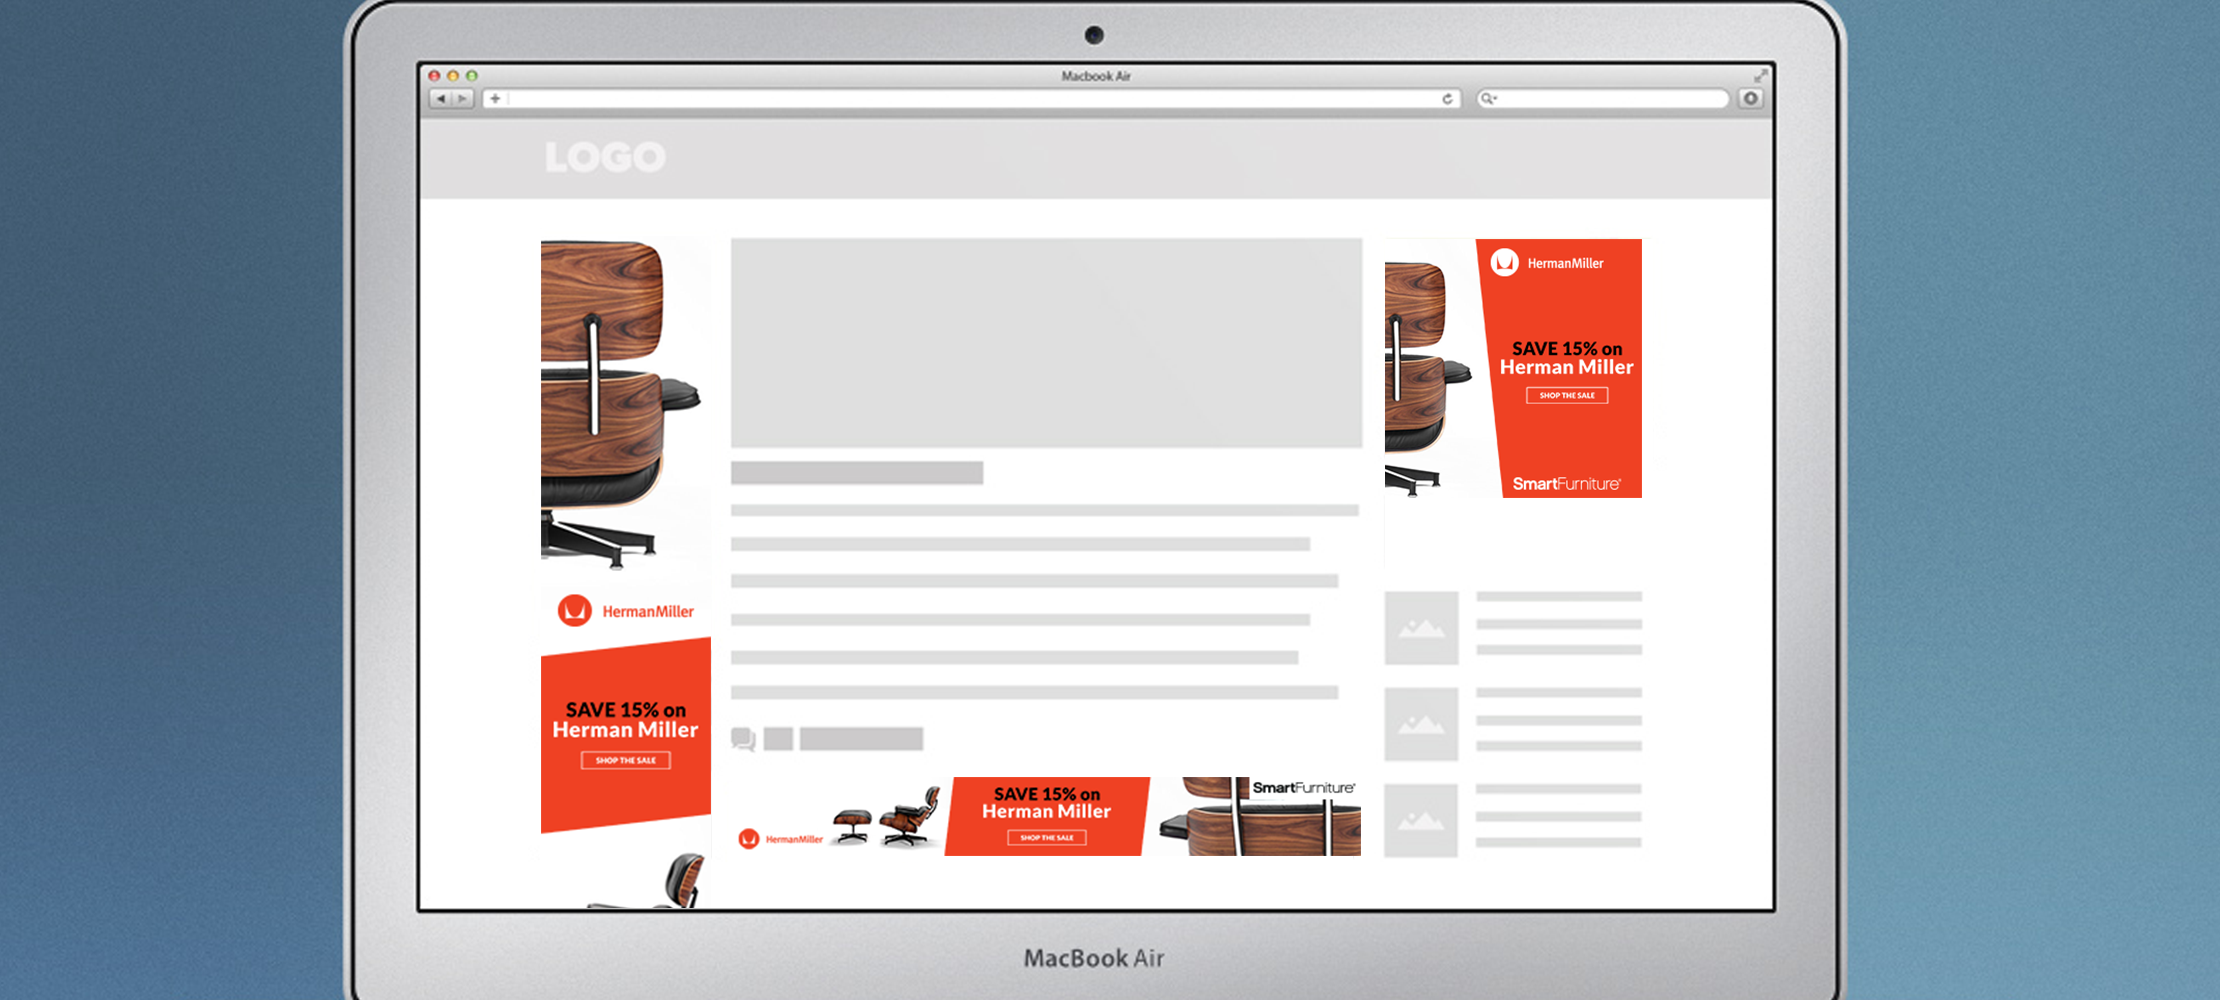 Macbook Air
LOGO
HermanMiller
SAVE 15% on
Herman Miller
SHOP THE SALE
SmartFurniture®
HermanMiller
SAVE 15% on
Herman Miller
SHOP THE SALE
HermanMiller
SAVE 15% on
Herman Miller
SHOP THE SALE
SmartFurniture®
MacBook Air